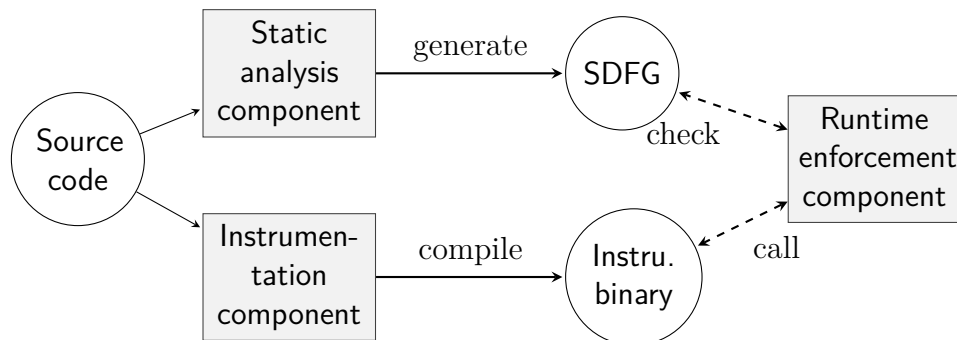 Source
code
Static
analysis
component
generate
SDFG
check
Runtime
enforcement
component
Instrumen-
tation
component
compile
Instru.
binary
call